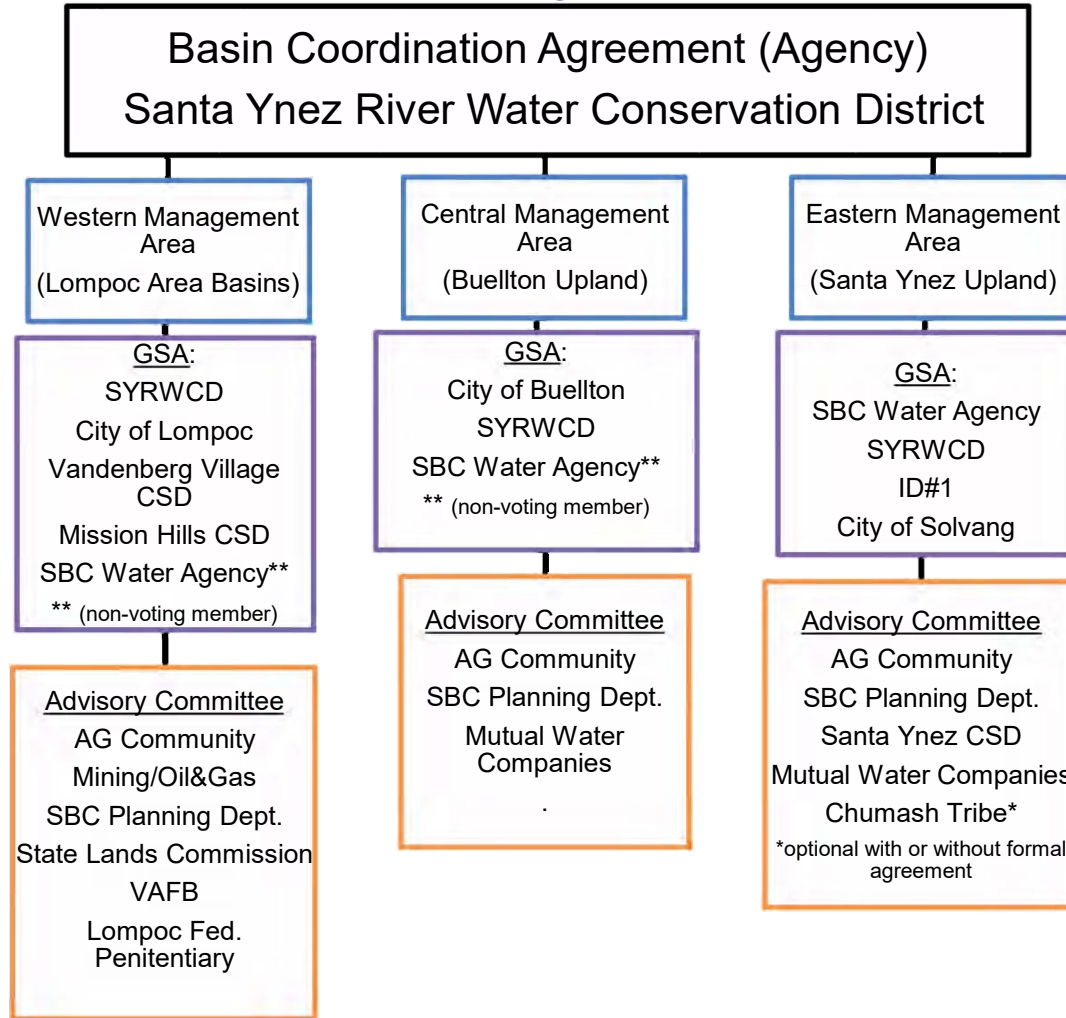 Basin Coordination Agreement (Agency)
Santa Ynez River Water Conservation District
Western Management
Area
(Lompoc Area Basins)
GSA:
SYRWCD
City of Lompoc
Vandenberg Village
CSD
Mission Hills CSD
SBC Water Agency**
** (non-voting member)
Advisory Committee
AG Community
Mining/Oil&Gas
SBC Planning Dept.
State Lands Commission
VAFB
Lompoc Fed.
Penitentiary
Central Management
Area
(Buellton Upland)
GSA:
City of Buellton
SYRWCD
SBC Water Agency**
** (non-voting member)
Advisory Committee
AG Community
SBC Planning Dept.
Mutual Water
Companies
.
Eastern Management
Area
(Santa Ynez Upland)
GSA:
SBC Water Agency
SYRWCD
ID#1
City of Solvang
Advisory Committee
AG Community
SBC Planning Dept.
Santa Ynez CSD
Mutual Water Companies
Chumash Tribe*
*optional with or without formal
agreement